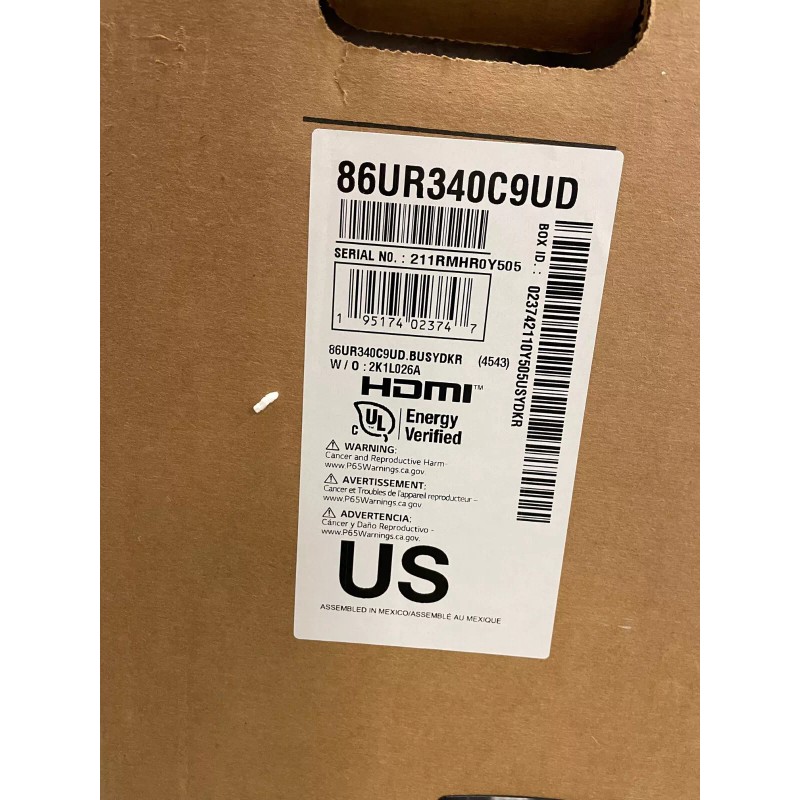 86UR340C9UD
SERIAL NO. : 211RMHR0Y505
1 95174 02374 7
86UR340C9UD.BUSYDKR (4543)
W / O : 2K1L026A
HDMI™
C UL Energy
Verified
⚠ WARNING:
Cancer and Reproductive Harm-
www.P65Warnings.ca.gov
⚠ AVERTISSEMENT:
Cancer et Troubles de l'appareil reproducteur –
www.P65Warnings.ca.gov
⚠ ADVERTENCIA:
Cáncer y Daño Reproductivo -
www.P65Warnings.ca.gov.
US
ASSEMBLED IN MEXICO/ASSEMBLÉ AU MEXIQUE
BOX ID. : 023742110Y505USYDKR